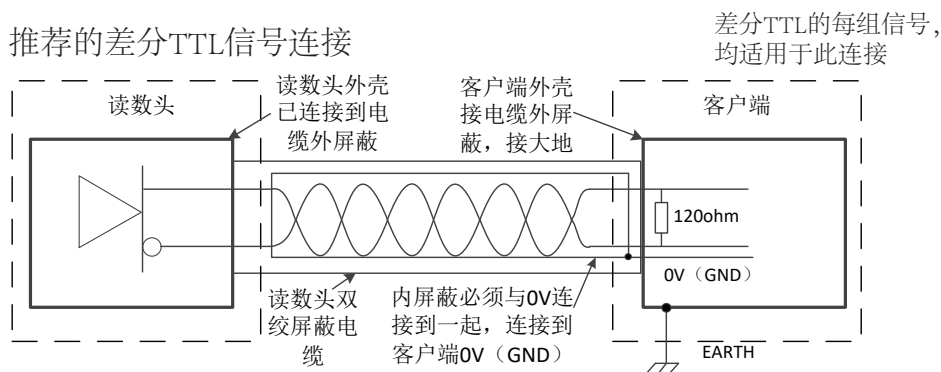 推荐的差分TTL信号连接
差分TTL的每组信号，
均适用于此连接
读数头
读数头外壳
已连接到电
缆外屏蔽
客户端外壳
接电缆外屏
蔽，接大地
客户端
120ohm
0V（GND）
读数头双
绞屏蔽电
缆
内屏蔽必须与0V连
接到一起，连接到
客户端0V（GND）
EARTH